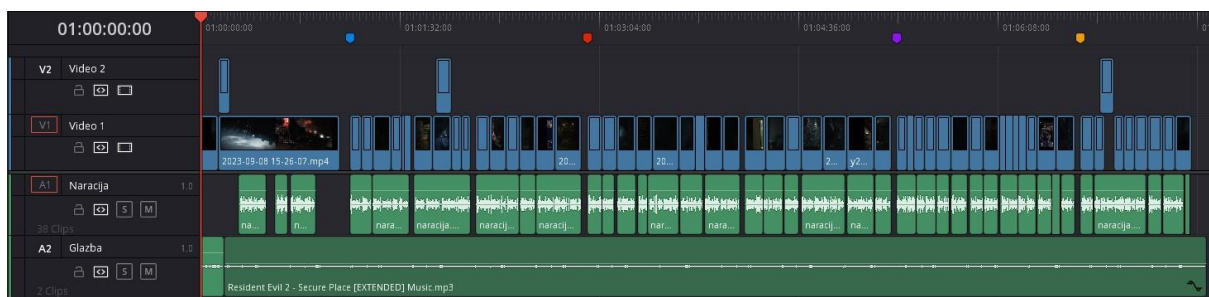 01:00:00:00
01:00:00:00 01:01:32:00 01:03:04:00 01:04:36:00 01:06:08:00 0
V2 Video 2
V1 Video 1
2023-09-08 15-26-07.mp4 20... 20... 2... y2...
A1 Naracija 1.0
S M
38 Clips
na... n... nara... naracija.... naracij... naracij... nar... nara... naracij... na... naracija....
A2 Glazba 1.0
S M
2 Clips
Resident Evil 2 - Secure Place [EXTENDED] Music.mp3